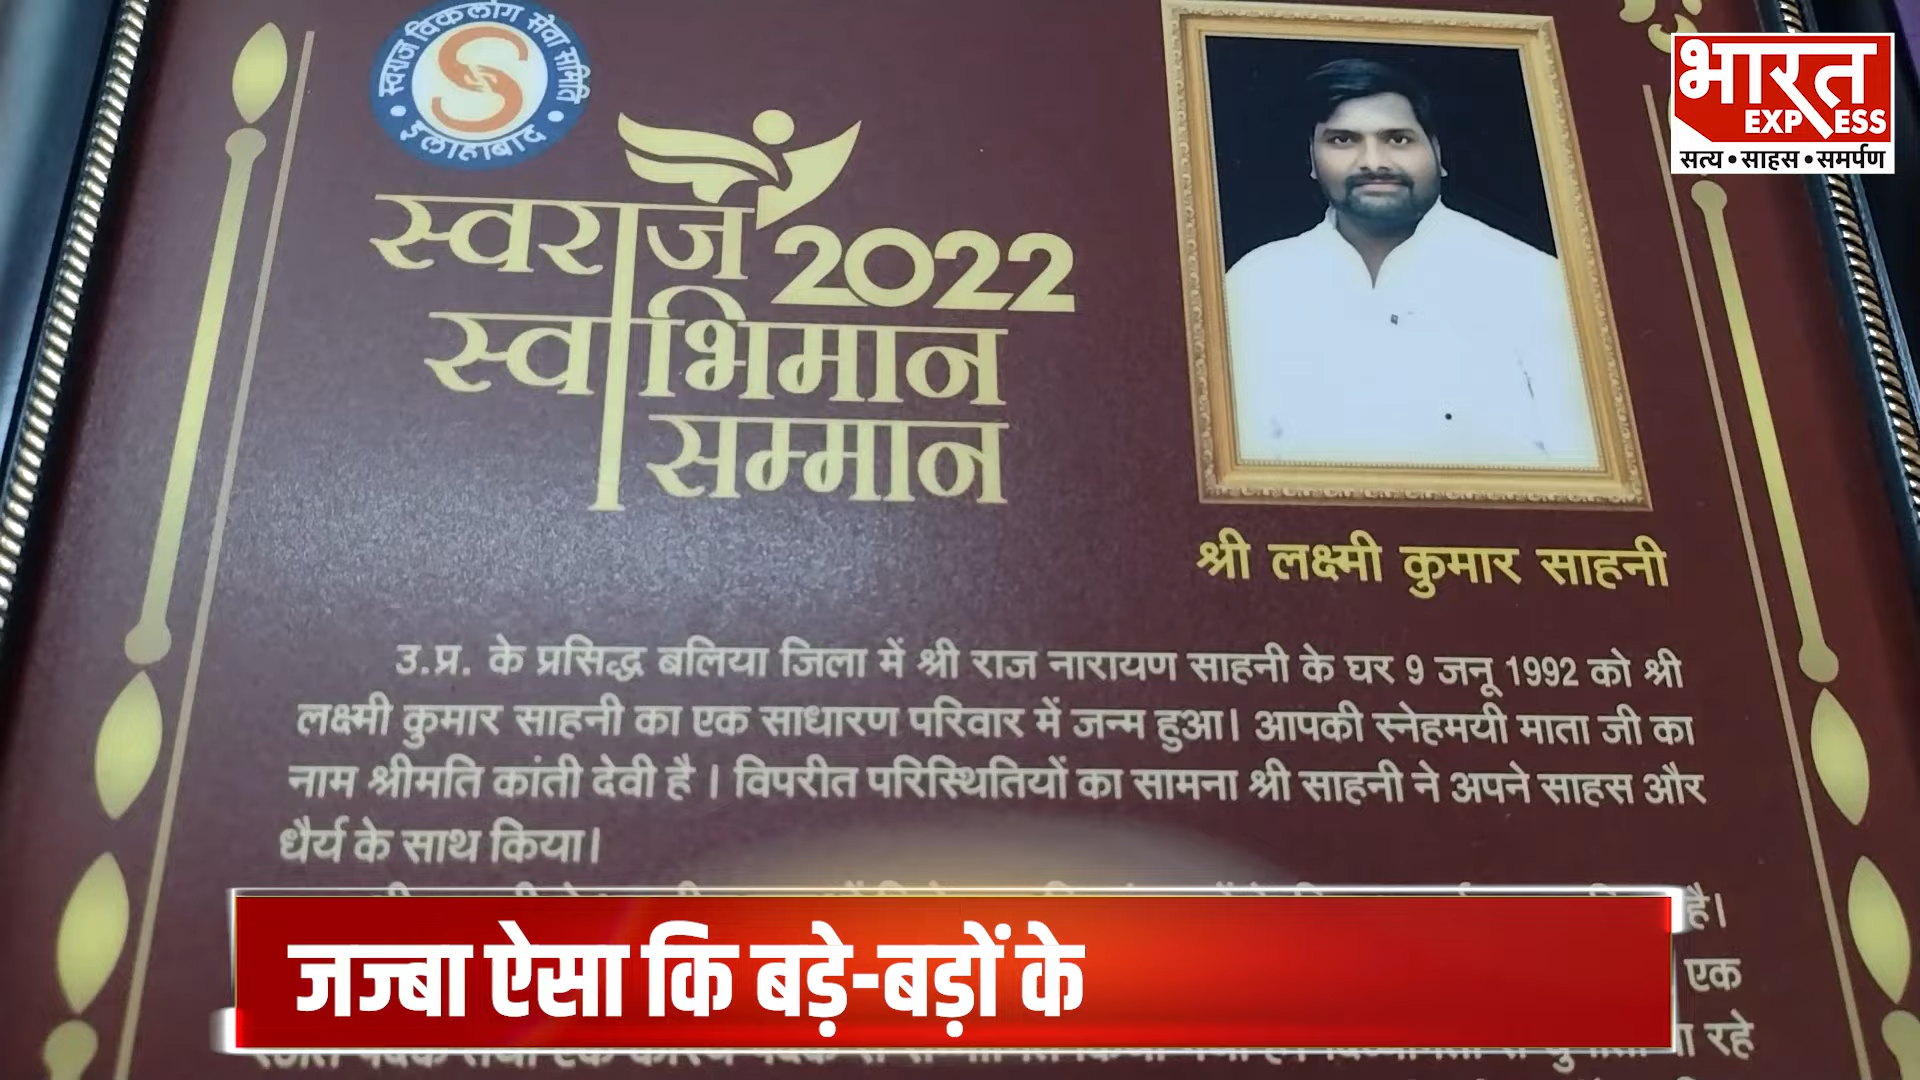 स्वराज विकलांग सेवा समिति
इलाहाबाद
भारत
EXPRESS
सत्य • साहस • समर्पण
स्वराज 2022
स्वाभिमान
सम्मान
श्री लक्ष्मी कुमार साहनी
उ.प्र. के प्रसिद्ध बलिया जिला में श्री राज नारायण साहनी के घर 9 जनू 1992 को श्री
लक्ष्मी कुमार साहनी का एक साधारण परिवार में जन्म हुआ। आपकी स्नेहमयी माता जी का
नाम श्रीमति कांती देवी है । विपरीत परिस्थितियों का सामना श्री साहनी ने अपने साहस और
धैर्य के साथ किया।
है।
एक
रहे
जज्बा ऐसा कि बड़े-बड़ों के